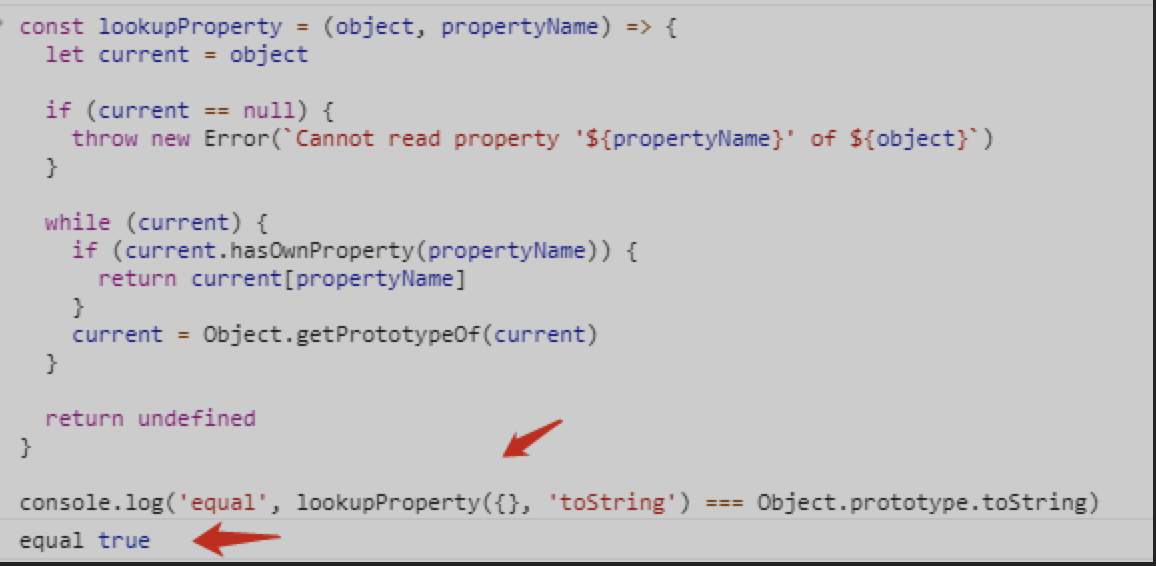 const lookupProperty = (object, propertyName) => {
  let current = object
  if (current == null) {
    throw new Error(`Cannot read property '${propertyName}' of ${object}`)
  }
  while (current) {
    if (current.hasOwnProperty(propertyName)) {
      return current[propertyName]
    }
    current = Object.getPrototypeOf(current)
  }
  return undefined
}
console.log('equal', lookupProperty({}, 'toString') === Object.prototype.toString)
equal true